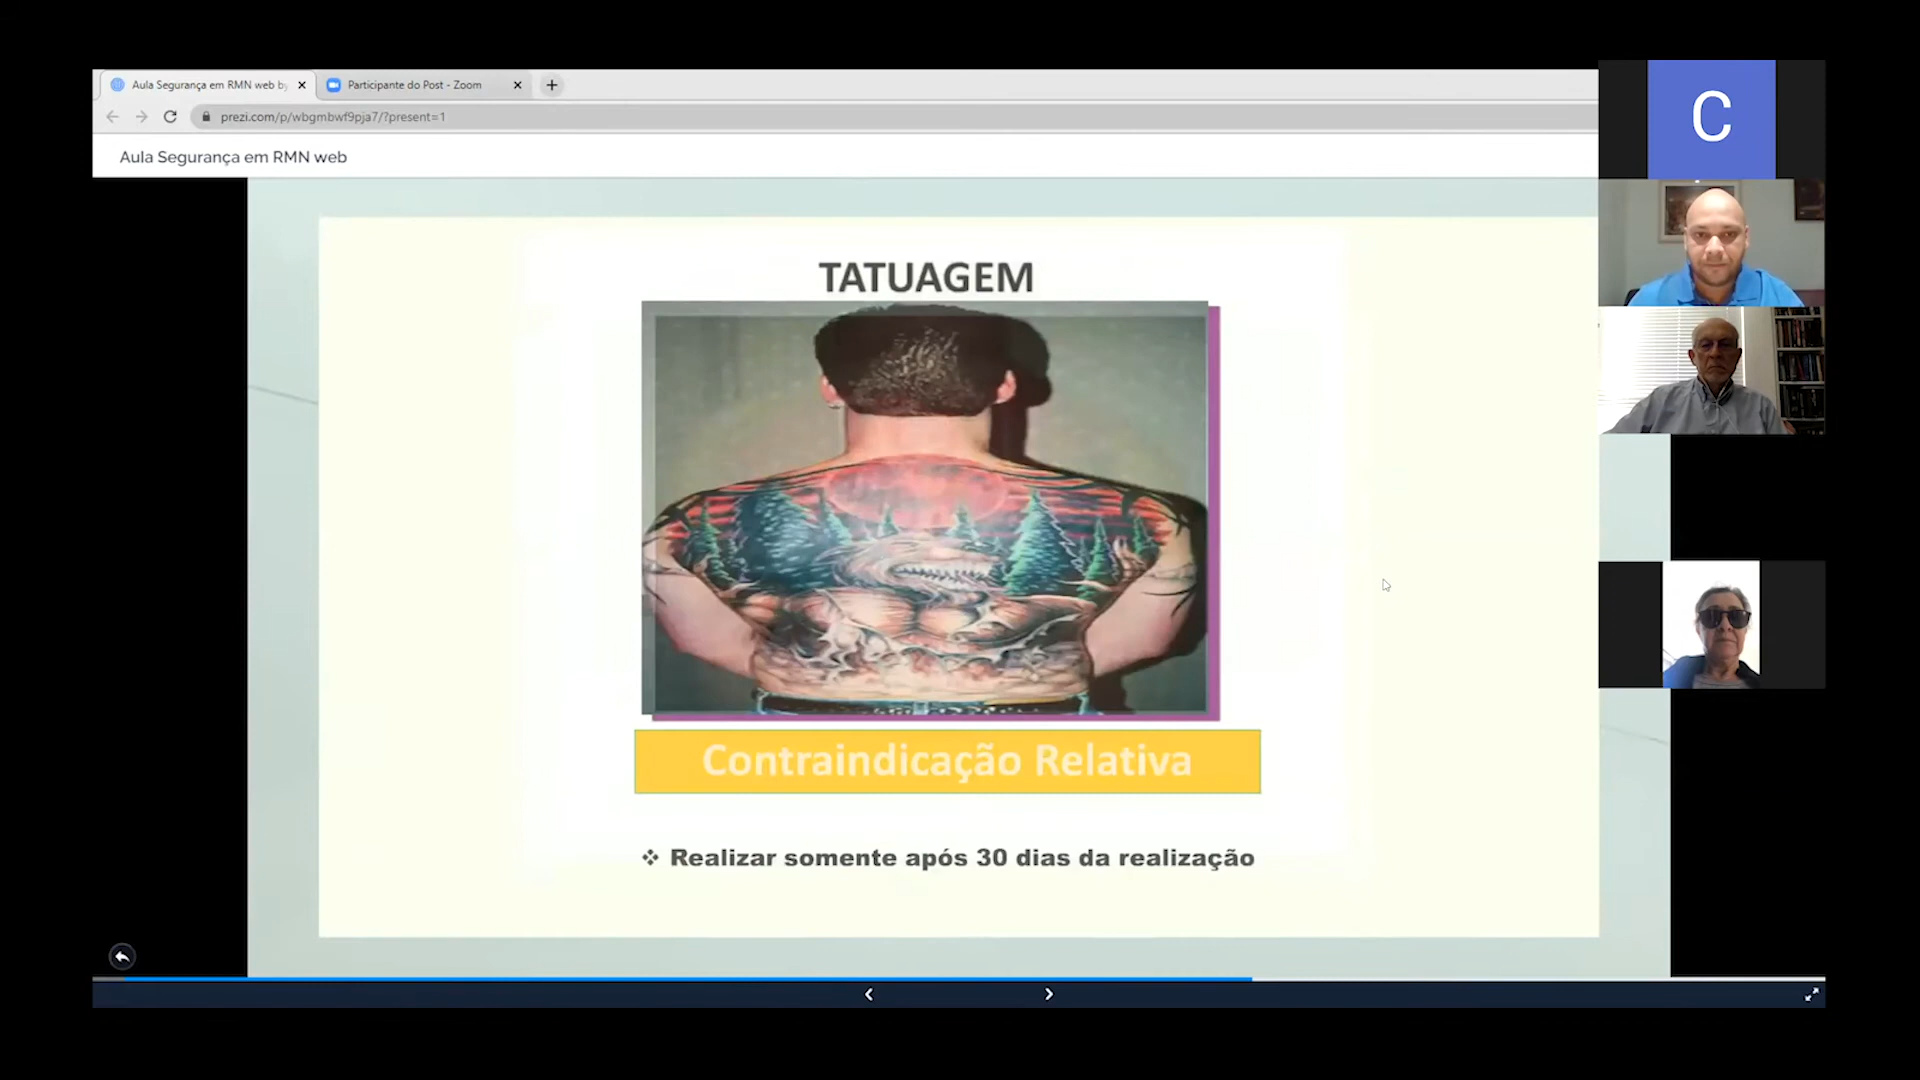 Aula Segurança em RMN web by
Participante do Post - Zoom
prezi.com/p/wbgmbwf9pja7/?present=1
Aula Segurança em RMN web
C
TATUAGEM
Contraindicação Relativa
Realizar somente após 30 dias da realização